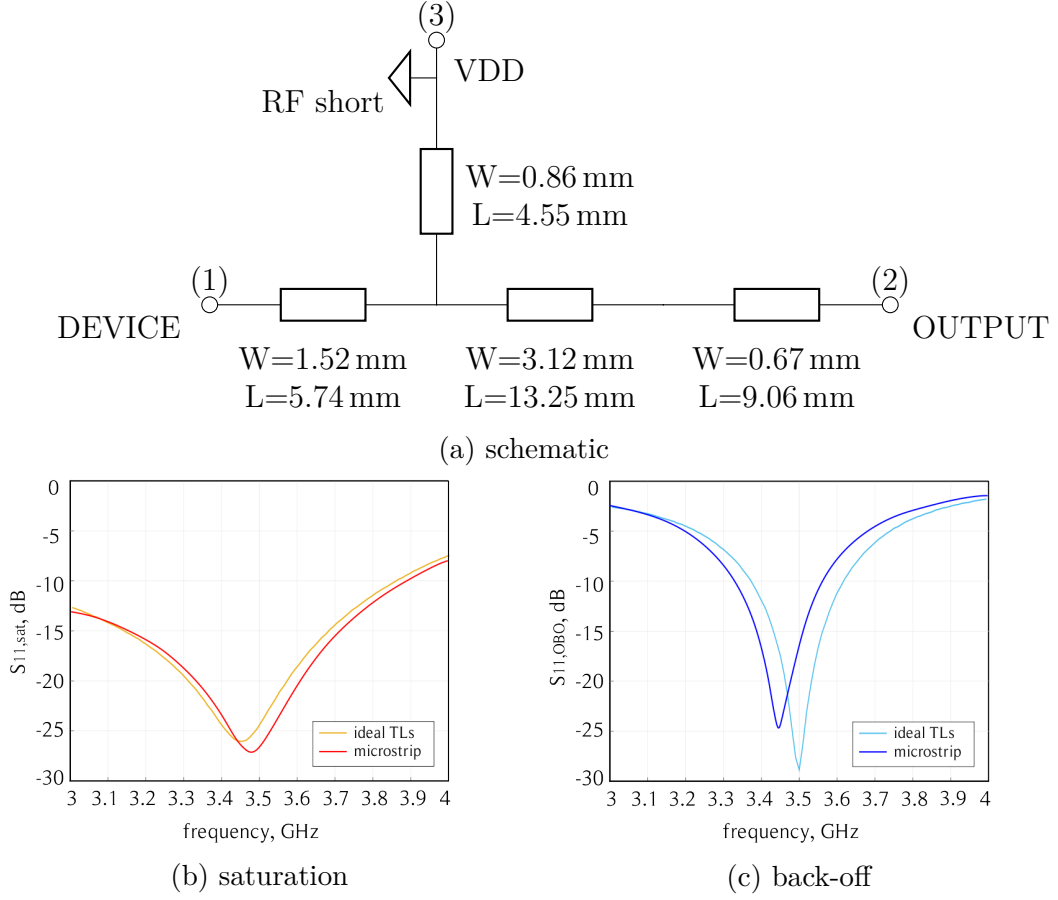 (3)
VDD
RF short
W=0.86 mm
L=4.55 mm
(1)
(2)
DEVICE
OUTPUT
W=1.52 mm
L=5.74 mm
W=3.12 mm
L=13.25 mm
W=0.67 mm
L=9.06 mm
(a) schematic
0
-5
-10
-15
-20
-25
-30
S11,sat, dB
ideal TLs
microstrip
3 3.1 3.2 3.3 3.4 3.5 3.6 3.7 3.8 3.9 4
frequency, GHz
(b) saturation
0
-5
-10
-15
-20
-25
-30
S11,OBO, dB
ideal TLs
microstrip
3 3.1 3.2 3.3 3.4 3.5 3.6 3.7 3.8 3.9 4
frequency, GHz
(c) back-off